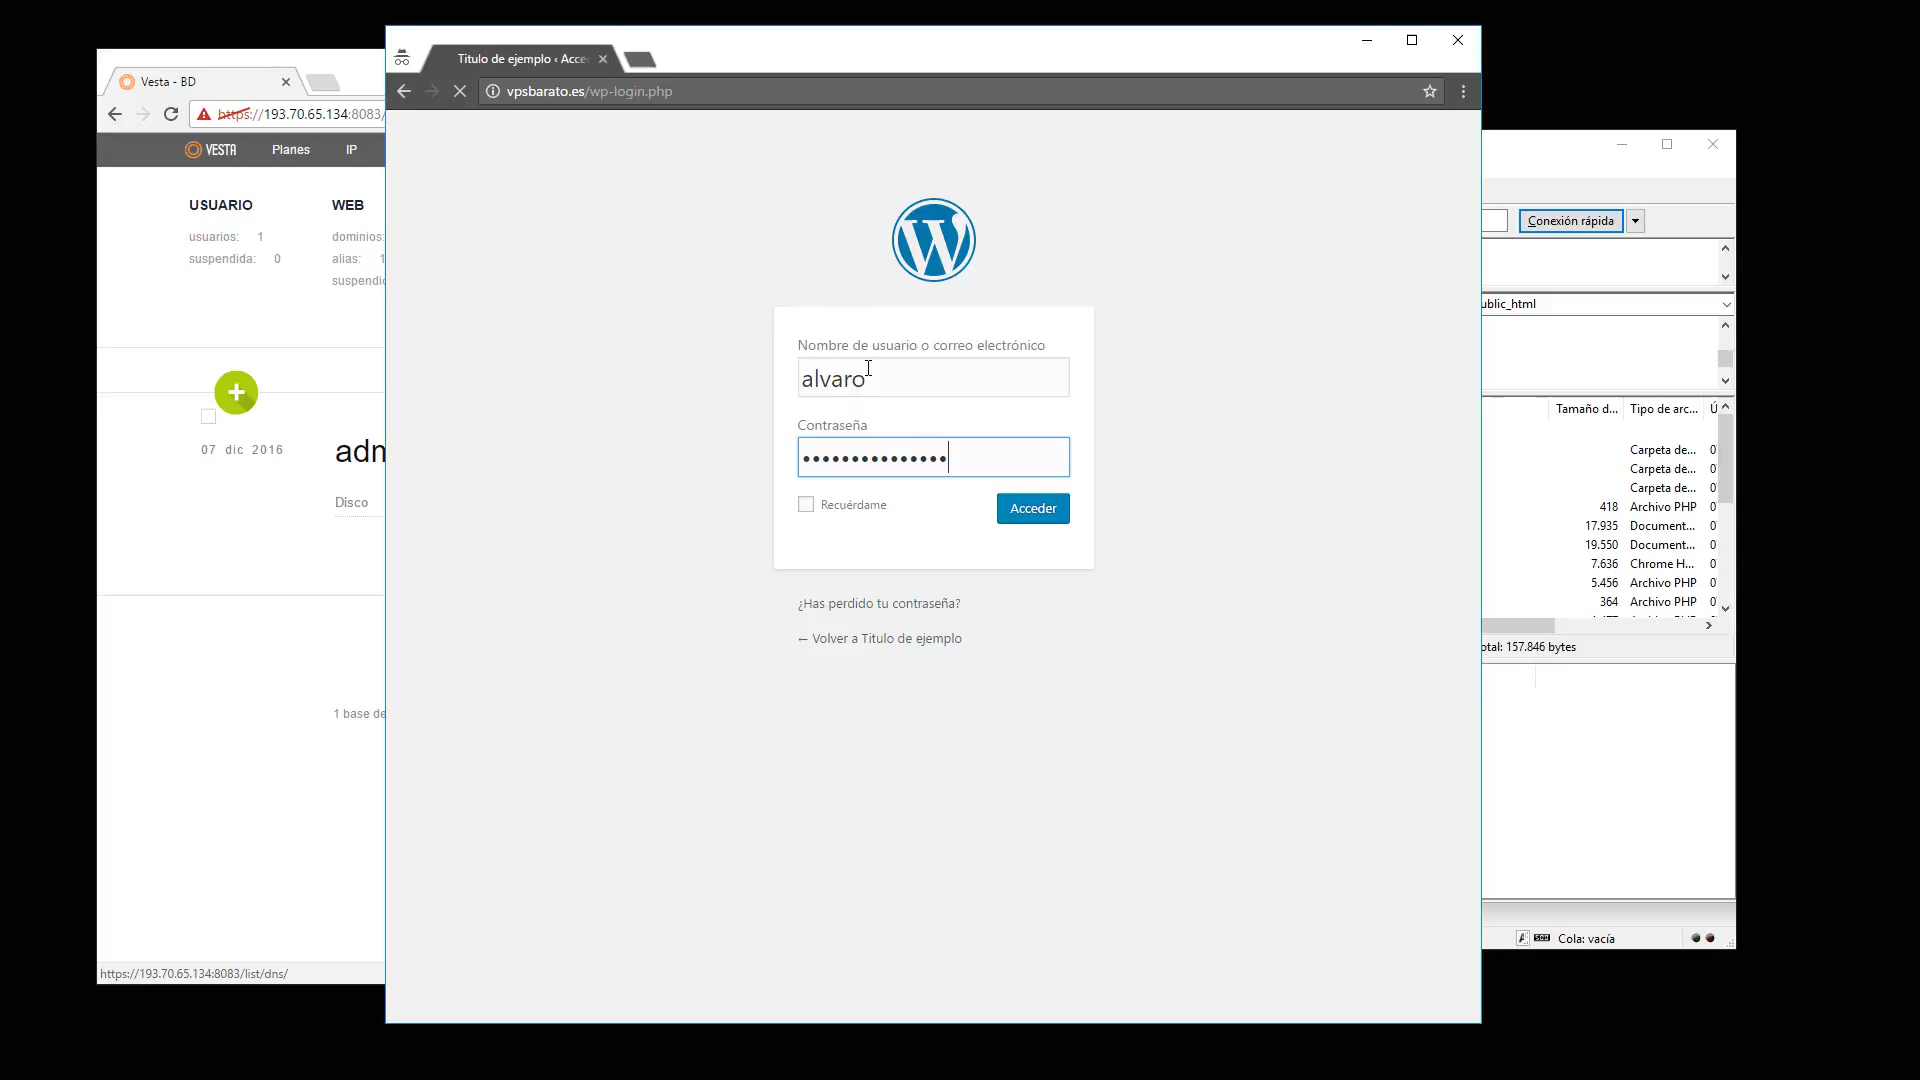 Vesta - BD
https://193.70.65.134:8083/
VESTA
Planes
IP
USUARIO
usuarios: 1
suspendida: 0
WEB
dominios:
alias: 1
07 dic 2016
Disco
1 base de
https://193.70.65.134:8083/list/dns/
Titulo de ejemplo ‹ Acce
vpsbarato.es/wp-login.php
Nombre de usuario o correo electrónico
alvaro
Contraseña
•••••••••••••••
Recuérdame
Acceder
¿Has perdido tu contraseña?
← Volver a Titulo de ejemplo
Conexión rápida
ublic_html
Tamaño d... Tipo de arc... Ú
Carpeta de... 0
Carpeta de... 0
Carpeta de... 0
418 Archivo PHP 0
17.935 Document... 0
19.550 Document... 0
7.636 Chrome H... 0
5.456 Archivo PHP 0
364 Archivo PHP 0
otal: 157.846 bytes
Cola: vacía